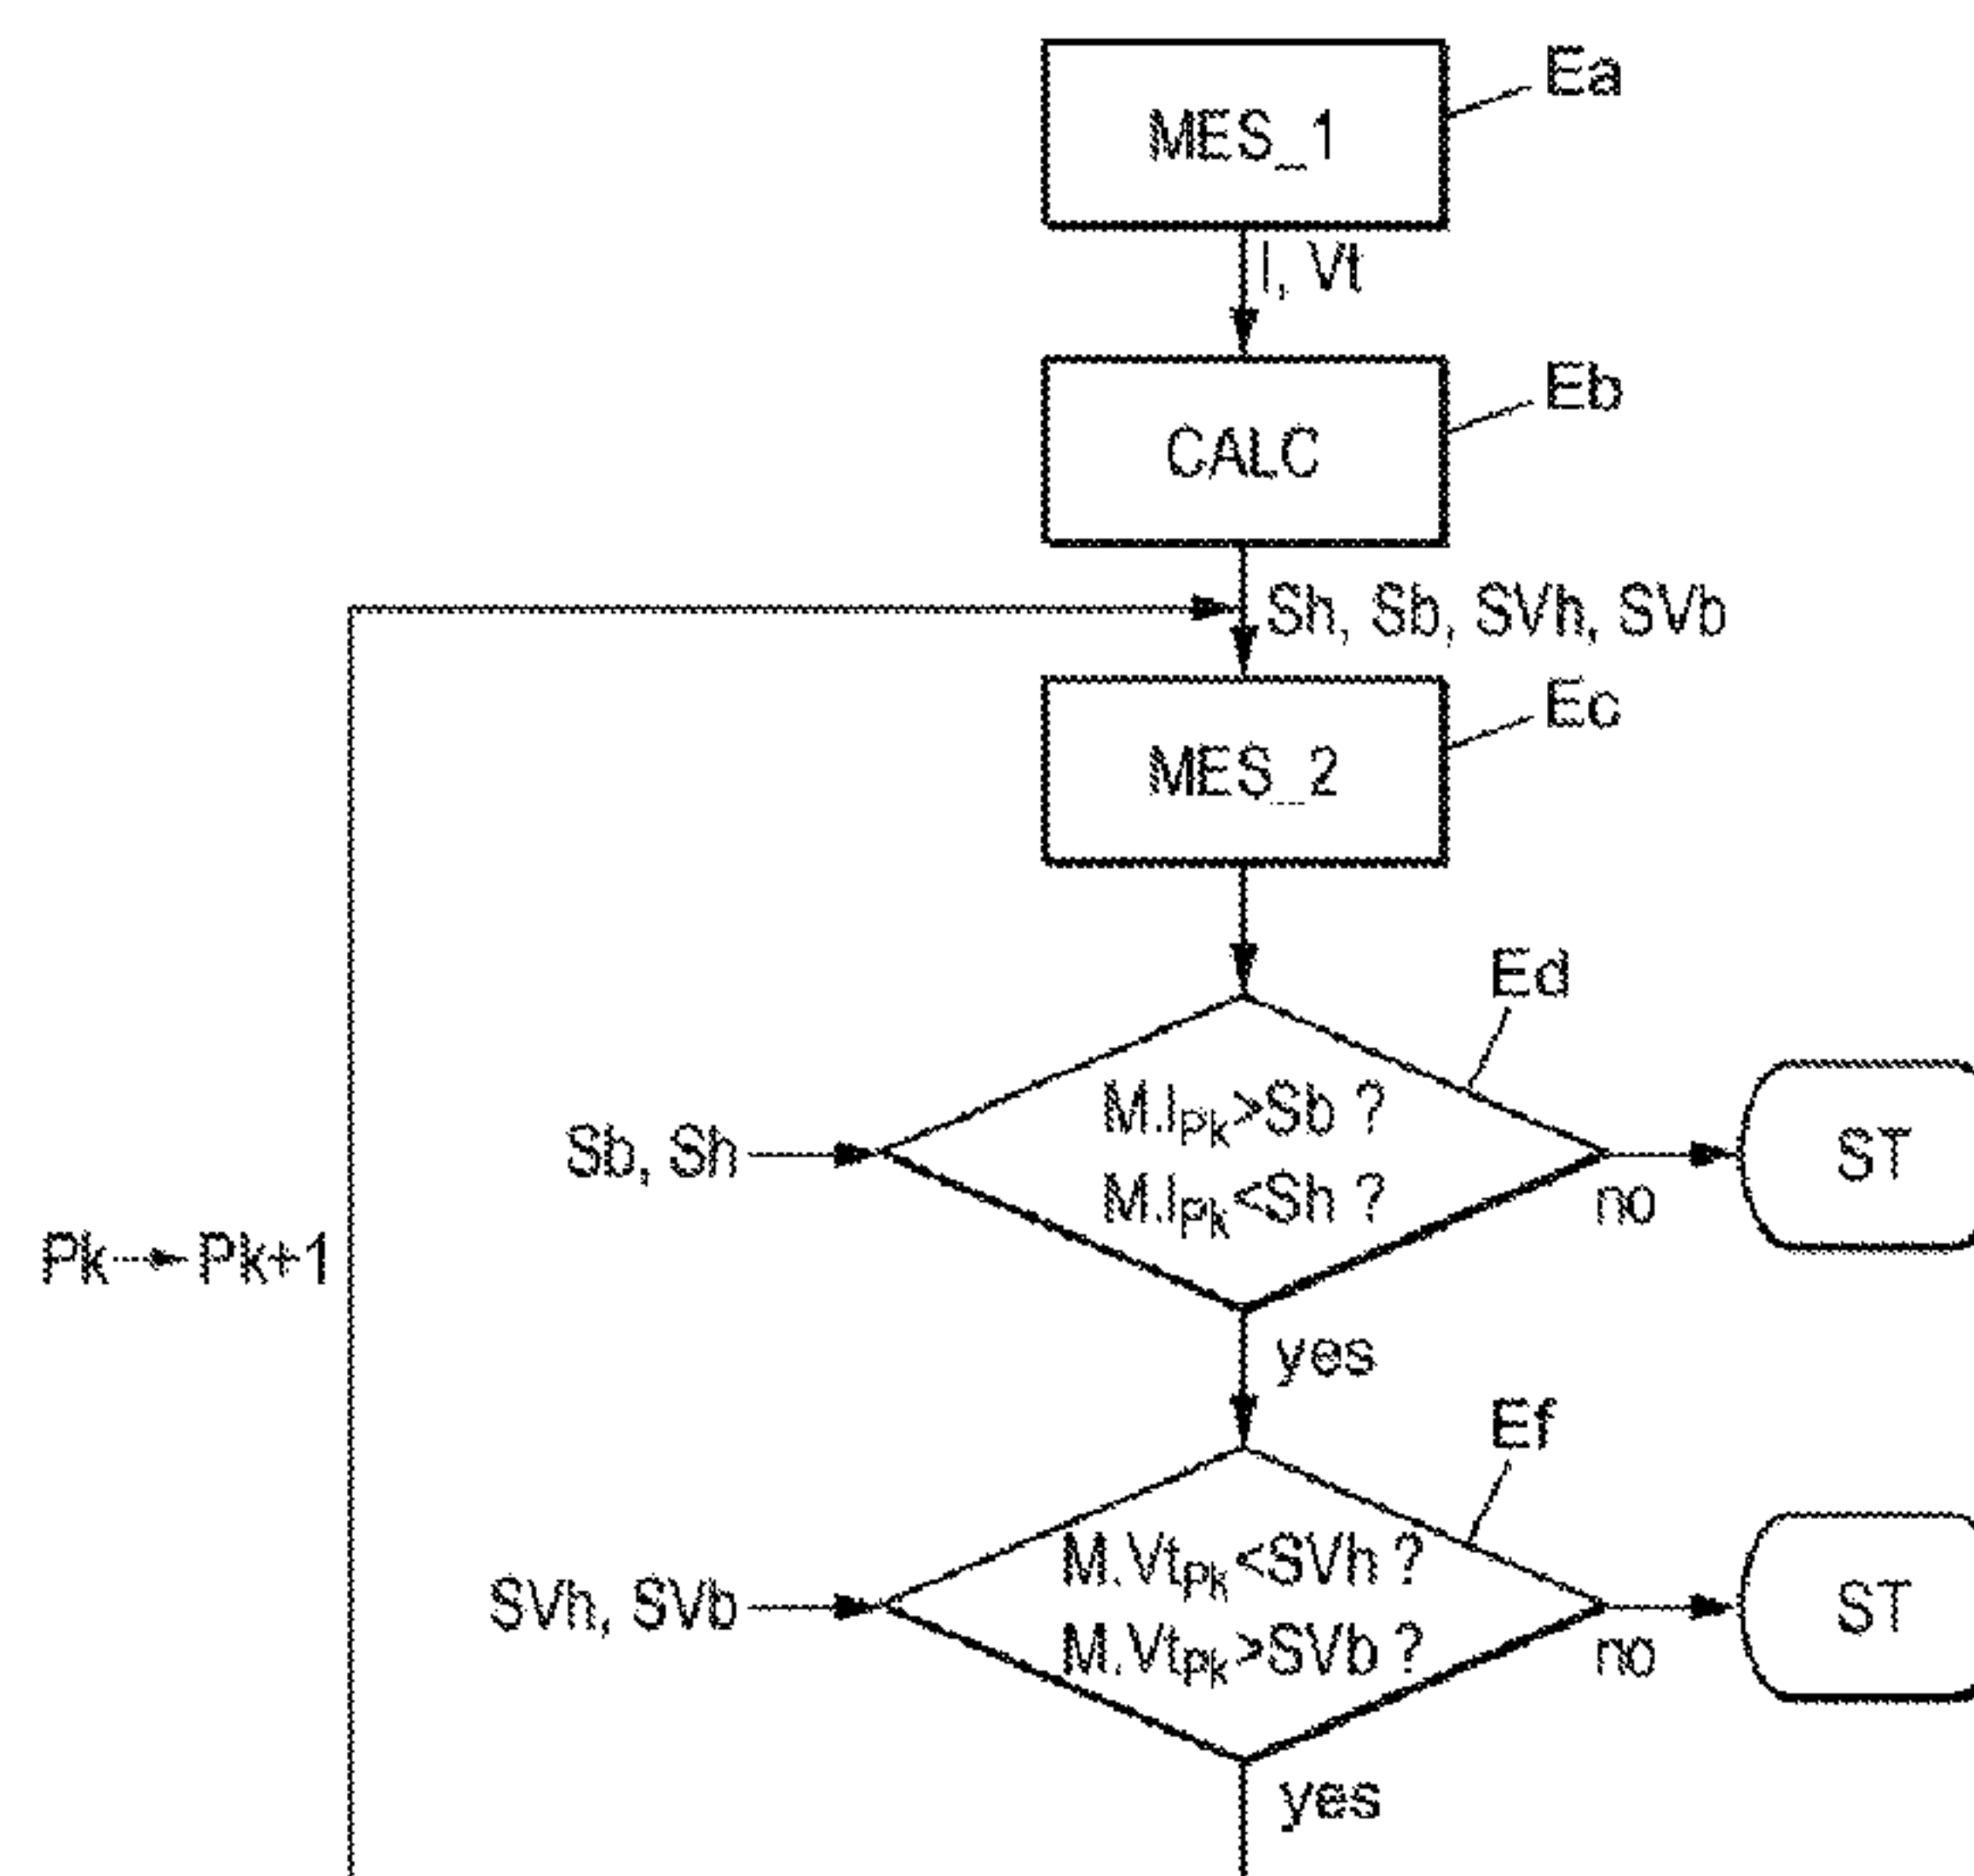 Ea
MES_1
I, Vt
Eb
CALC
Sh, Sb, SVh, SVb
Ec
MES_2
Ed
M.Ipk>Sb ?
Sb, Sh
ST
M.Ipk<Sh ?
no
Pk → Pk+1
yes
Ef
M.Vtpk<SVh ?
SVh, SVb
ST
M.Vtpk>SVb ?
no
yes